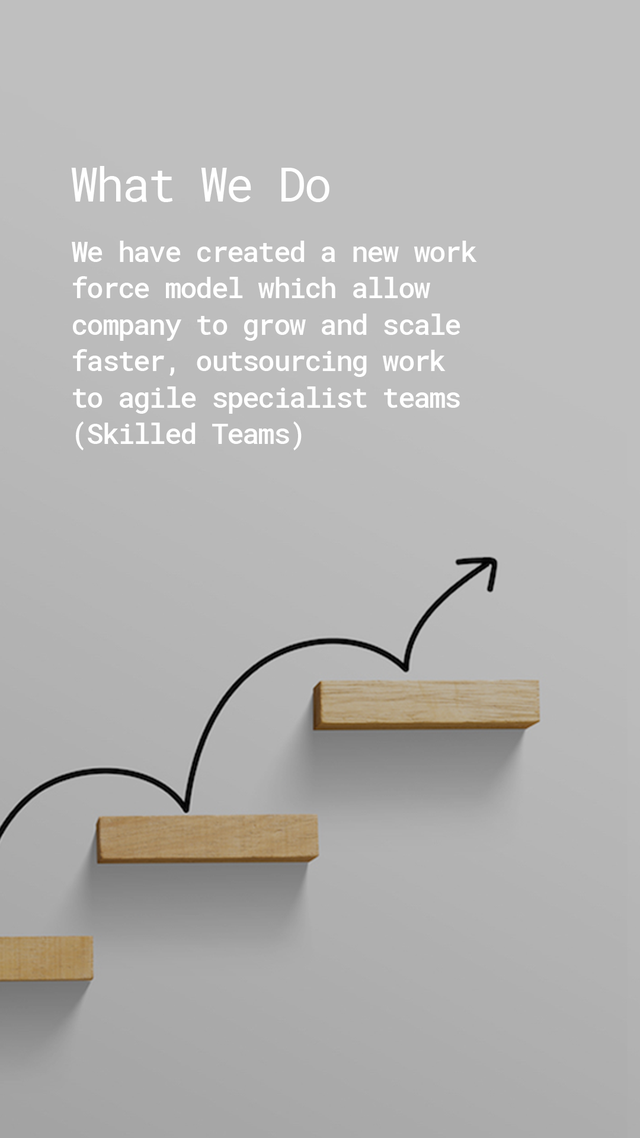 What We Do
We have created a new work
force model which allow
company to grow and scale
faster, outsourcing work
to agile specialist teams
(Skilled Teams)